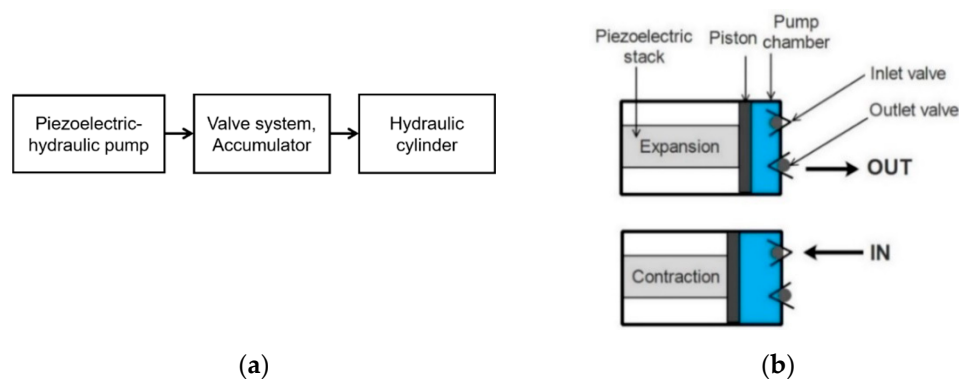 Piezoelectric-
hydraulic pump
Valve system,
Accumulator
Hydraulic
cylinder
(a)
Piezoelectric
stack
Piston
Pump
chamber
Inlet valve
Outlet valve
Expansion
OUT
IN
Contraction
(b)